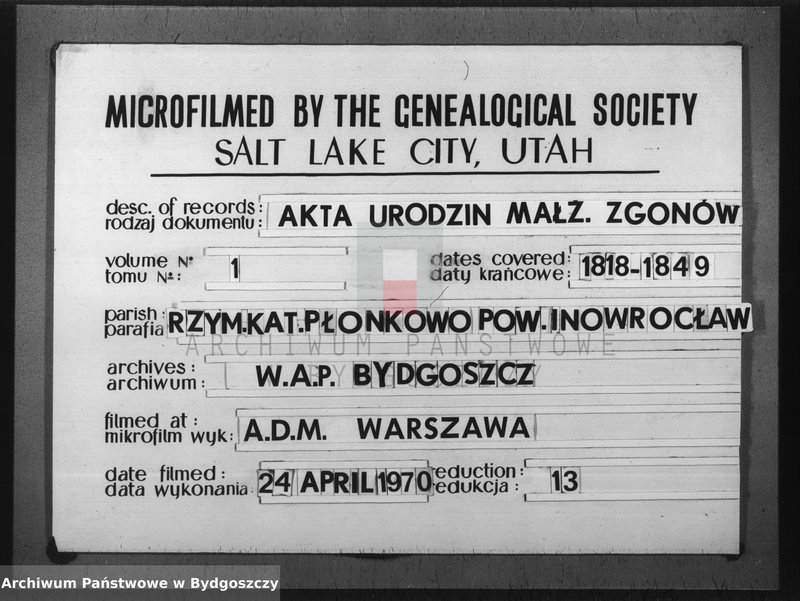 MICROFILMED BY THE GENEALOGICAL SOCIETY
SALT LAKE CITY, UTAH
desc. of records: AKTA URODZIN MAŁŻ. ZGONÓW
rodzaj dokumentu:
volume No 1 dates covered: 1818-1849
tomu No: daty krańcowe:
parish: RZYM.KAT.PŁONKOWO POW.INOWROCŁAW
parafia
ARCHIWUM PAŃSTWOWE
W BYDGOSZCZY
archives: W.A.P. BYDGOSZCZ
archiwum:
filmed at: A.D.M. WARSZAWA
mikrofilm wyk:
date filmed: 24 APRIL 1970 reduction: 13
data wykonania redukcja:
Archiwum Państwowe w Bydgoszczy